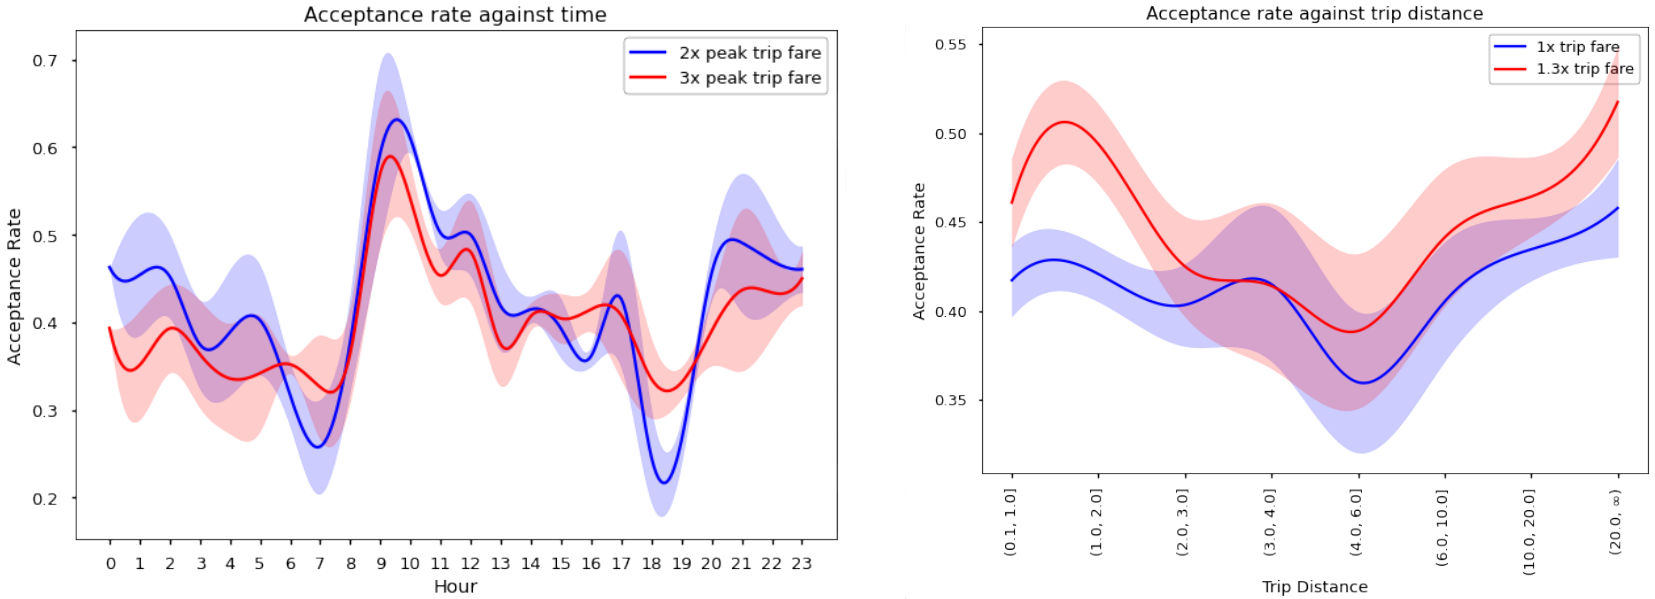 Acceptance rate against time
2x peak trip fare
3x peak trip fare
Acceptance Rate
0.7
0.6
0.5
0.4
0.3
0.2
0 1 2 3 4 5 6 7 8 9 10 11 12 13 14 15 16 17 18 19 20 21 22 23
Hour
Acceptance rate against trip distance
1x trip fare
1.3x trip fare
Acceptance Rate
0.55
0.50
0.45
0.40
0.35
(0.1, 1.0]
(1.0, 2.0]
(2.0, 3.0]
(3.0, 4.0]
(4.0, 6.0]
(6.0, 10.0]
(10.0, 20.0]
(20.0, ∞)
Trip Distance